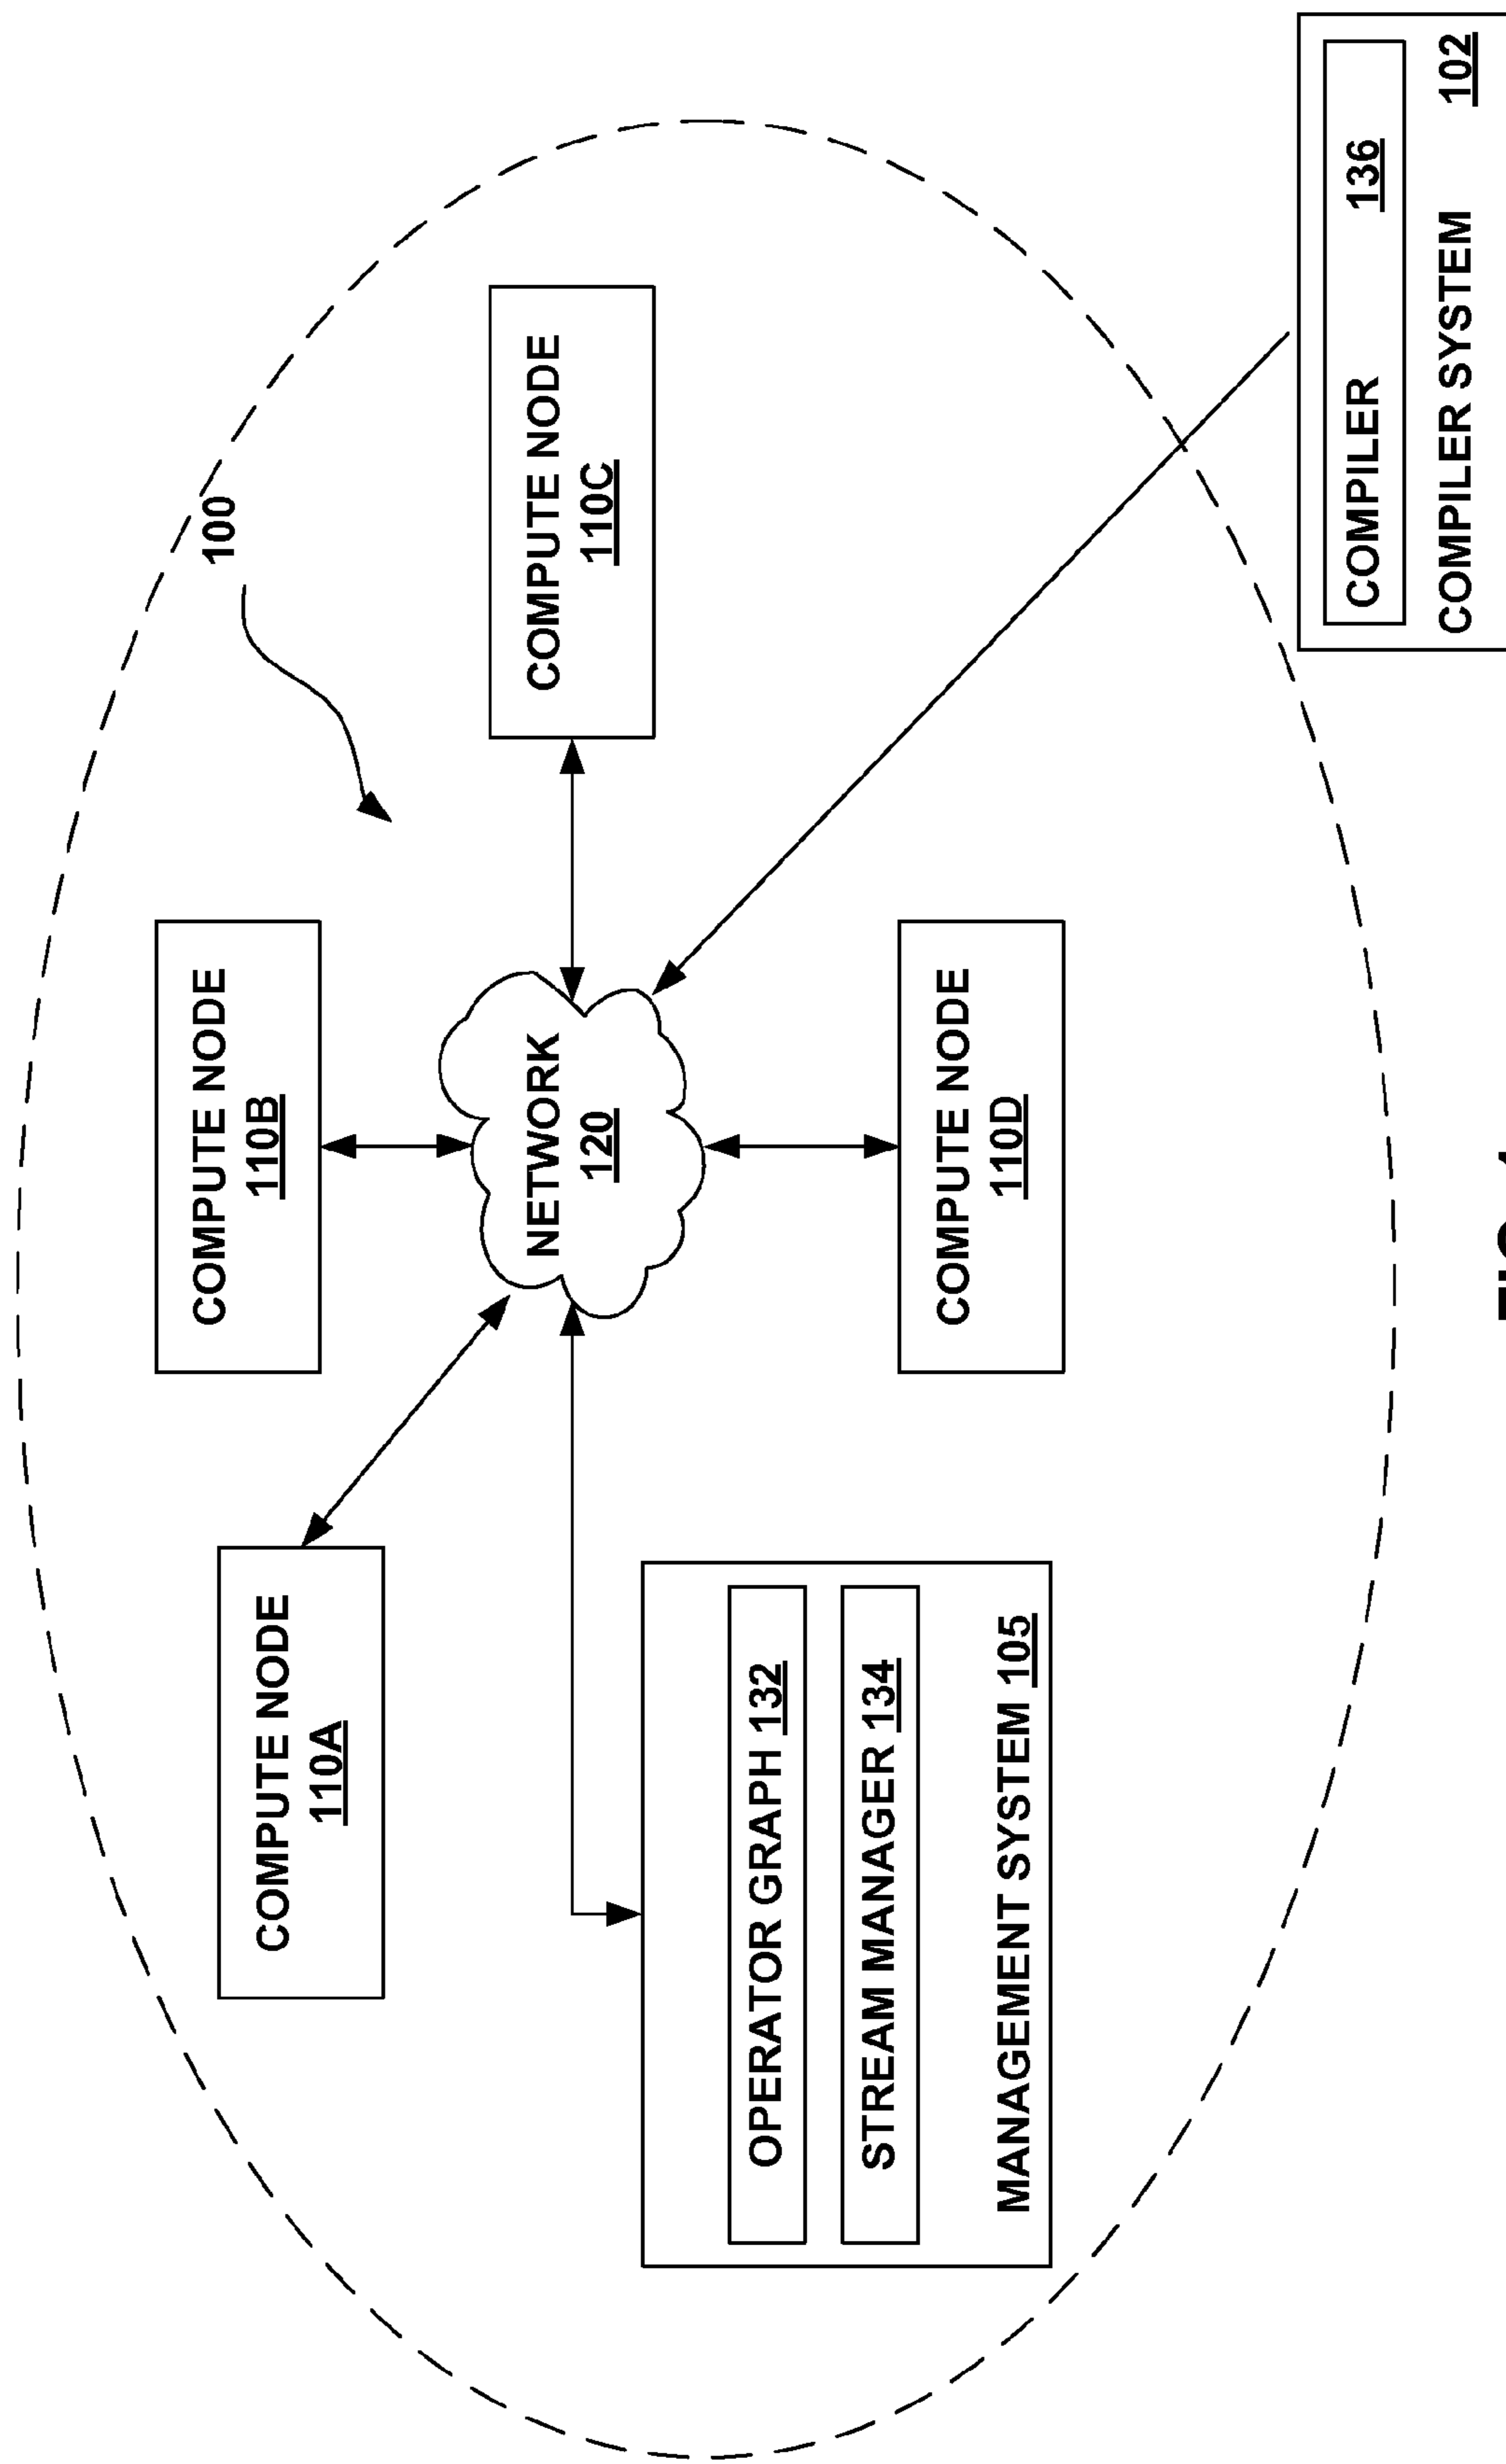 100
COMPUTE NODE
110A
COMPUTE NODE
110B
COMPUTE NODE
110C
NETWORK
120
COMPUTE NODE
110D
OPERATOR GRAPH 132
STREAM MANAGER 134
MANAGEMENT SYSTEM 105
COMPILER 136
COMPILER SYSTEM 102